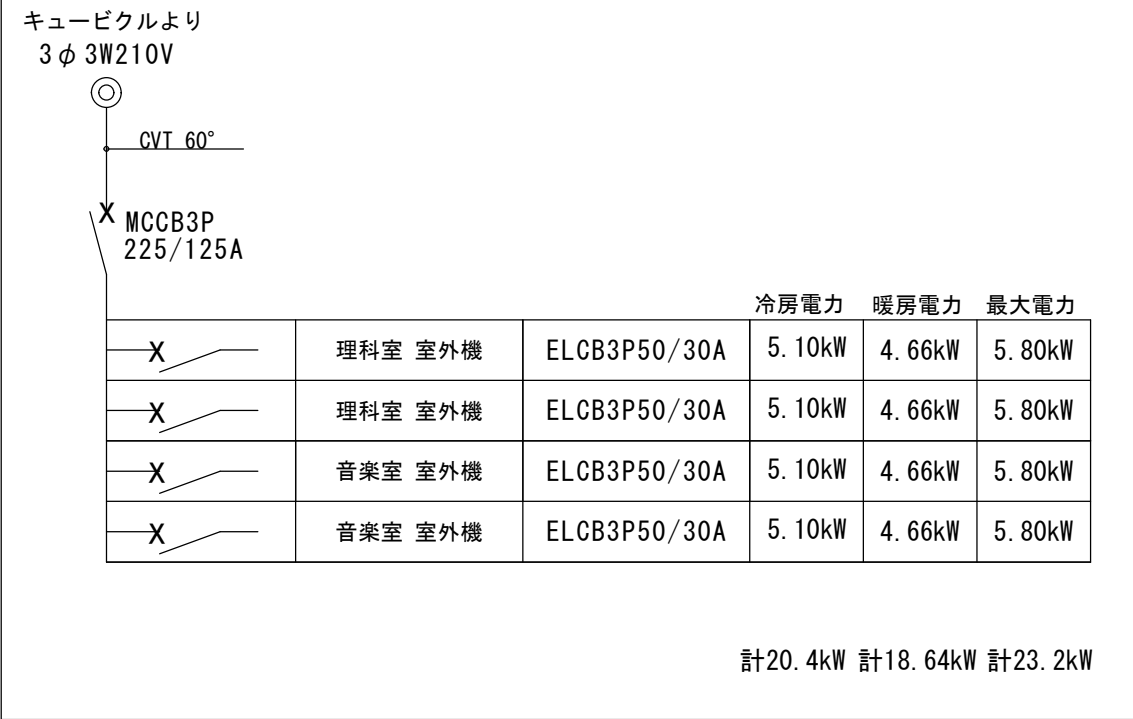 キュービクルより
3φ3W210V
CVT 60°
MCCB3P
225/125A
冷房電力 暖房電力 最大電力
理科室 室外機 ELCB3P50/30A 5.10kW 4.66kW 5.80kW
理科室 室外機 ELCB3P50/30A 5.10kW 4.66kW 5.80kW
音楽室 室外機 ELCB3P50/30A 5.10kW 4.66kW 5.80kW
音楽室 室外機 ELCB3P50/30A 5.10kW 4.66kW 5.80kW
計20.4kW 計18.64kW 計23.2kW